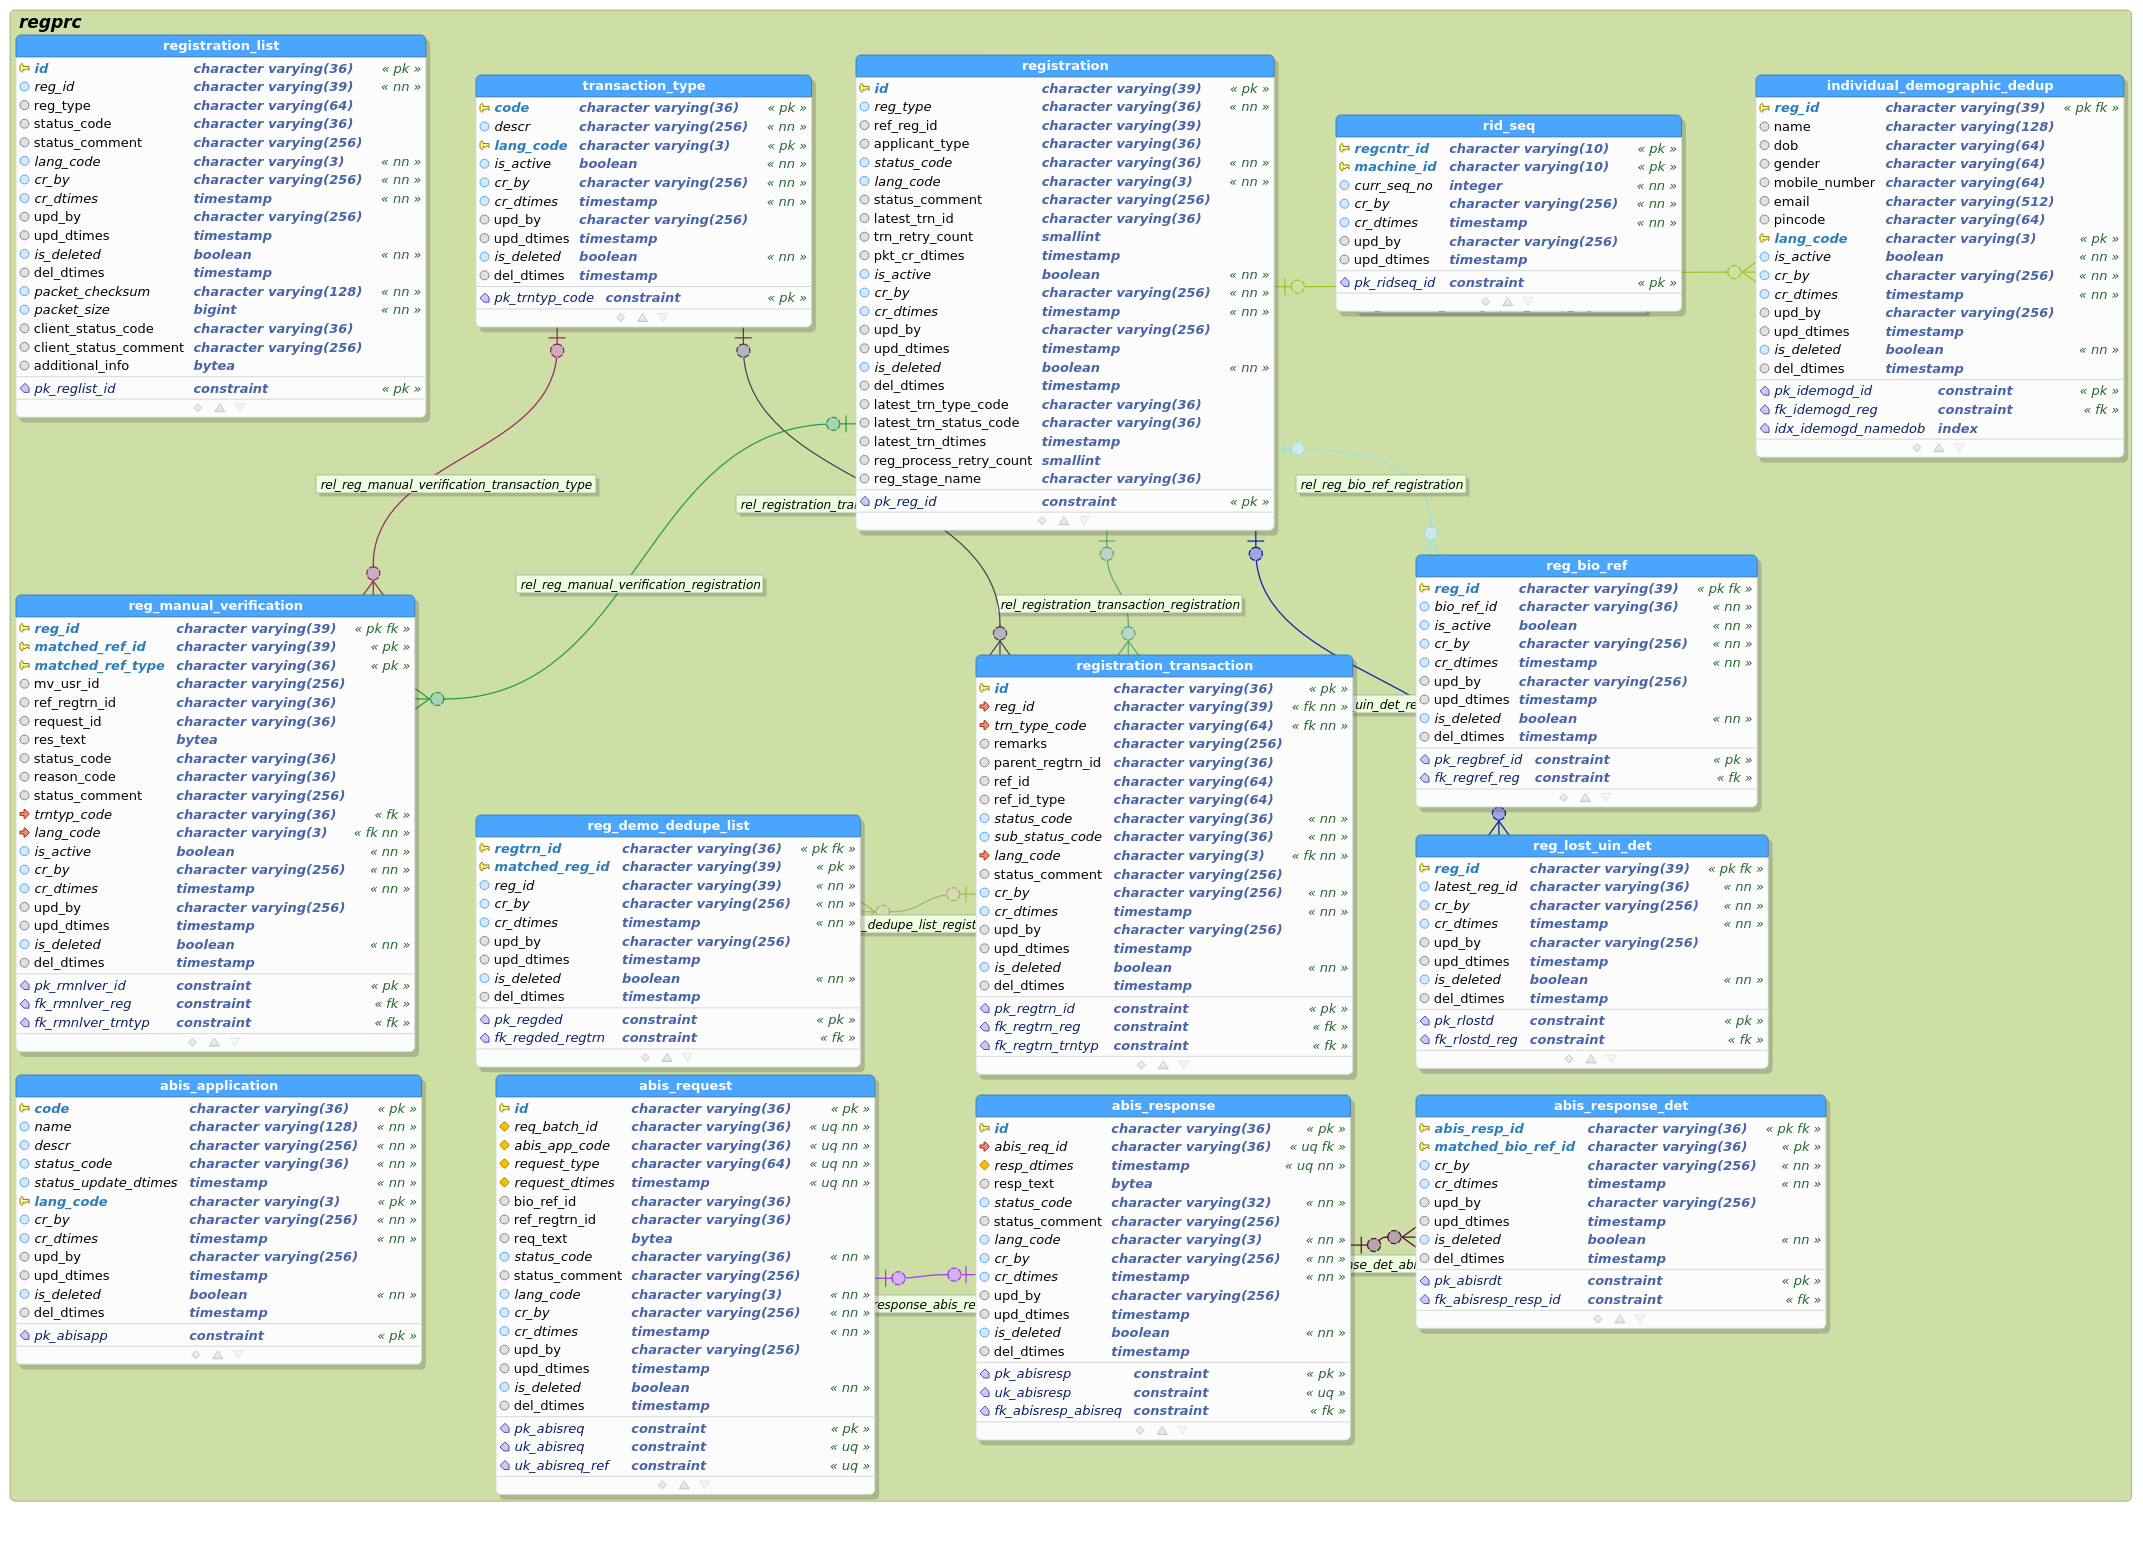 regprc
registration_list
id character varying(36) « pk »
reg_id character varying(39) « nn »
reg_type character varying(64)
status_code character varying(36)
status_comment character varying(256)
lang_code character varying(3) « nn »
cr_by character varying(256) « nn »
cr_dtimes timestamp « nn »
upd_by character varying(256)
upd_dtimes timestamp
is_deleted boolean « nn »
del_dtimes timestamp
packet_checksum character varying(128) « nn »
packet_size bigint « nn »
client_status_code character varying(36)
client_status_comment character varying(256)
additional_info bytea
pk_reglist_id constraint « pk »
transaction_type
code character varying(36) « pk »
descr character varying(256) « nn »
lang_code character varying(3) « pk »
is_active boolean « nn »
cr_by character varying(256) « nn »
cr_dtimes timestamp « nn »
upd_by character varying(256)
upd_dtimes timestamp
is_deleted boolean « nn »
del_dtimes timestamp
pk_trntyp_code constraint « pk »
registration
id character varying(39) « pk »
reg_type character varying(36) « nn »
ref_reg_id character varying(39)
applicant_type character varying(36)
status_code character varying(36) « nn »
lang_code character varying(3) « nn »
status_comment character varying(256)
latest_trn_id character varying(36)
trn_retry_count smallint
pkt_cr_dtimes timestamp
is_active boolean « nn »
cr_by character varying(256) « nn »
cr_dtimes timestamp « nn »
upd_by character varying(256)
upd_dtimes timestamp
is_deleted boolean « nn »
del_dtimes timestamp
latest_trn_type_code character varying(36)
latest_trn_status_code character varying(36)
latest_trn_dtimes timestamp
reg_process_retry_count smallint
reg_stage_name character varying(36)
pk_reg_id constraint « pk »
rid_seq
regcntr_id character varying(10) « pk »
machine_id character varying(10) « pk »
curr_seq_no integer « nn »
cr_by character varying(256) « nn »
cr_dtimes timestamp « nn »
upd_by character varying(256)
upd_dtimes timestamp
pk_ridseq_id constraint « pk »
individual_demographic_dedup
reg_id character varying(39) « pk fk »
name character varying(128)
dob character varying(64)
gender character varying(64)
mobile_number character varying(64)
email character varying(512)
pincode character varying(64)
lang_code character varying(3) « pk »
is_active boolean « nn »
cr_by character varying(256) « nn »
cr_dtimes timestamp « nn »
upd_by character varying(256)
upd_dtimes timestamp
is_deleted boolean « nn »
del_dtimes timestamp
pk_idemogd_id constraint « pk »
fk_idemogd_reg constraint « fk »
idx_idemogd_namedob index
rel_reg_manual_verification_transaction_type
rel_registration_tra
rel_reg_bio_ref_registration
rel_reg_manual_verification_registration
rel_registration_transaction_registration
reg_manual_verification
reg_id character varying(39) « pk fk »
matched_ref_id character varying(39) « pk »
matched_ref_type character varying(36) « pk »
mv_usr_id character varying(256)
ref_regtrn_id character varying(36)
request_id character varying(36)
res_text bytea
status_code character varying(36)
reason_code character varying(36)
status_comment character varying(256)
trntyp_code character varying(36) « fk »
lang_code character varying(3) « fk nn »
is_active boolean « nn »
cr_by character varying(256) « nn »
cr_dtimes timestamp « nn »
upd_by character varying(256)
upd_dtimes timestamp
is_deleted boolean « nn »
del_dtimes timestamp
pk_rmnlver_id constraint « pk »
fk_rmnlver_reg constraint « fk »
fk_rmnlver_trntyp constraint « fk »
reg_demo_dedupe_list
regtrn_id character varying(36) « pk fk »
matched_reg_id character varying(39) « pk »
reg_id character varying(39) « nn »
cr_by character varying(256) « nn »
cr_dtimes timestamp « nn »
upd_by character varying(256)
upd_dtimes timestamp
is_deleted boolean « nn »
del_dtimes timestamp
pk_regded constraint « pk »
fk_regded_regtrn constraint « fk »
_dedupe_list_regist
registration_transaction
id character varying(36) « pk »
reg_id character varying(39) « fk nn »
trn_type_code character varying(64) « fk nn »
remarks character varying(256)
parent_regtrn_id character varying(36)
ref_id character varying(64)
ref_id_type character varying(64)
status_code character varying(36) « nn »
sub_status_code character varying(36) « nn »
lang_code character varying(3) « fk nn »
status_comment character varying(256)
cr_by character varying(256) « nn »
cr_dtimes timestamp « nn »
upd_by character varying(256)
upd_dtimes timestamp
is_deleted boolean « nn »
del_dtimes timestamp
pk_regtrn_id constraint « pk »
fk_regtrn_reg constraint « fk »
fk_regtrn_trntyp constraint « fk »
_uin_det_re
reg_bio_ref
reg_id character varying(39) « pk fk »
bio_ref_id character varying(36) « nn »
is_active boolean « nn »
cr_by character varying(256) « nn »
cr_dtimes timestamp « nn »
upd_by character varying(256)
upd_dtimes timestamp
is_deleted boolean « nn »
del_dtimes timestamp
pk_regbref_id constraint « pk »
fk_regref_reg constraint « fk »
reg_lost_uin_det
reg_id character varying(39) « pk fk »
latest_reg_id character varying(36) « nn »
cr_by character varying(256) « nn »
cr_dtimes timestamp « nn »
upd_by character varying(256)
upd_dtimes timestamp
is_deleted boolean « nn »
del_dtimes timestamp
pk_rlostd constraint « pk »
fk_rlostd_reg constraint « fk »
abis_application
code character varying(36) « pk »
name character varying(128) « nn »
descr character varying(256) « nn »
status_code character varying(36) « nn »
status_update_dtimes timestamp « nn »
lang_code character varying(3) « pk »
cr_by character varying(256) « nn »
cr_dtimes timestamp « nn »
upd_by character varying(256)
upd_dtimes timestamp
is_deleted boolean « nn »
del_dtimes timestamp
pk_abisapp constraint « pk »
abis_request
id character varying(36) « pk »
req_batch_id character varying(36) « uq nn »
abis_app_code character varying(36) « uq nn »
request_type character varying(64) « uq nn »
request_dtimes timestamp « uq nn »
bio_ref_id character varying(36)
ref_regtrn_id character varying(36)
req_text bytea
status_code character varying(36) « nn »
status_comment character varying(256)
lang_code character varying(3) « nn »
cr_by character varying(256) « nn »
cr_dtimes timestamp « nn »
upd_by character varying(256)
upd_dtimes timestamp
is_deleted boolean « nn »
del_dtimes timestamp
pk_abisreq constraint « pk »
uk_abisreq constraint « uq »
uk_abisreq_ref constraint « uq »
response_abis_re
abis_response
id character varying(36) « pk »
abis_req_id character varying(36) « uq fk »
resp_dtimes timestamp « uq nn »
resp_text bytea
status_code character varying(32) « nn »
status_comment character varying(256)
lang_code character varying(3) « nn »
cr_by character varying(256) « nn »
cr_dtimes timestamp « nn »
upd_by character varying(256)
upd_dtimes timestamp
is_deleted boolean « nn »
del_dtimes timestamp
pk_abisresp constraint « pk »
uk_abisresp constraint « uq »
fk_abisresp_abisreq constraint « fk »
nse_det_abi
abis_response_det
abis_resp_id character varying(36) « pk fk »
matched_bio_ref_id character varying(36) « pk »
cr_by character varying(256) « nn »
cr_dtimes timestamp « nn »
upd_by character varying(256)
upd_dtimes timestamp
is_deleted boolean « nn »
del_dtimes timestamp
pk_abisrdt constraint « pk »
fk_abisresp_resp_id constraint « fk »